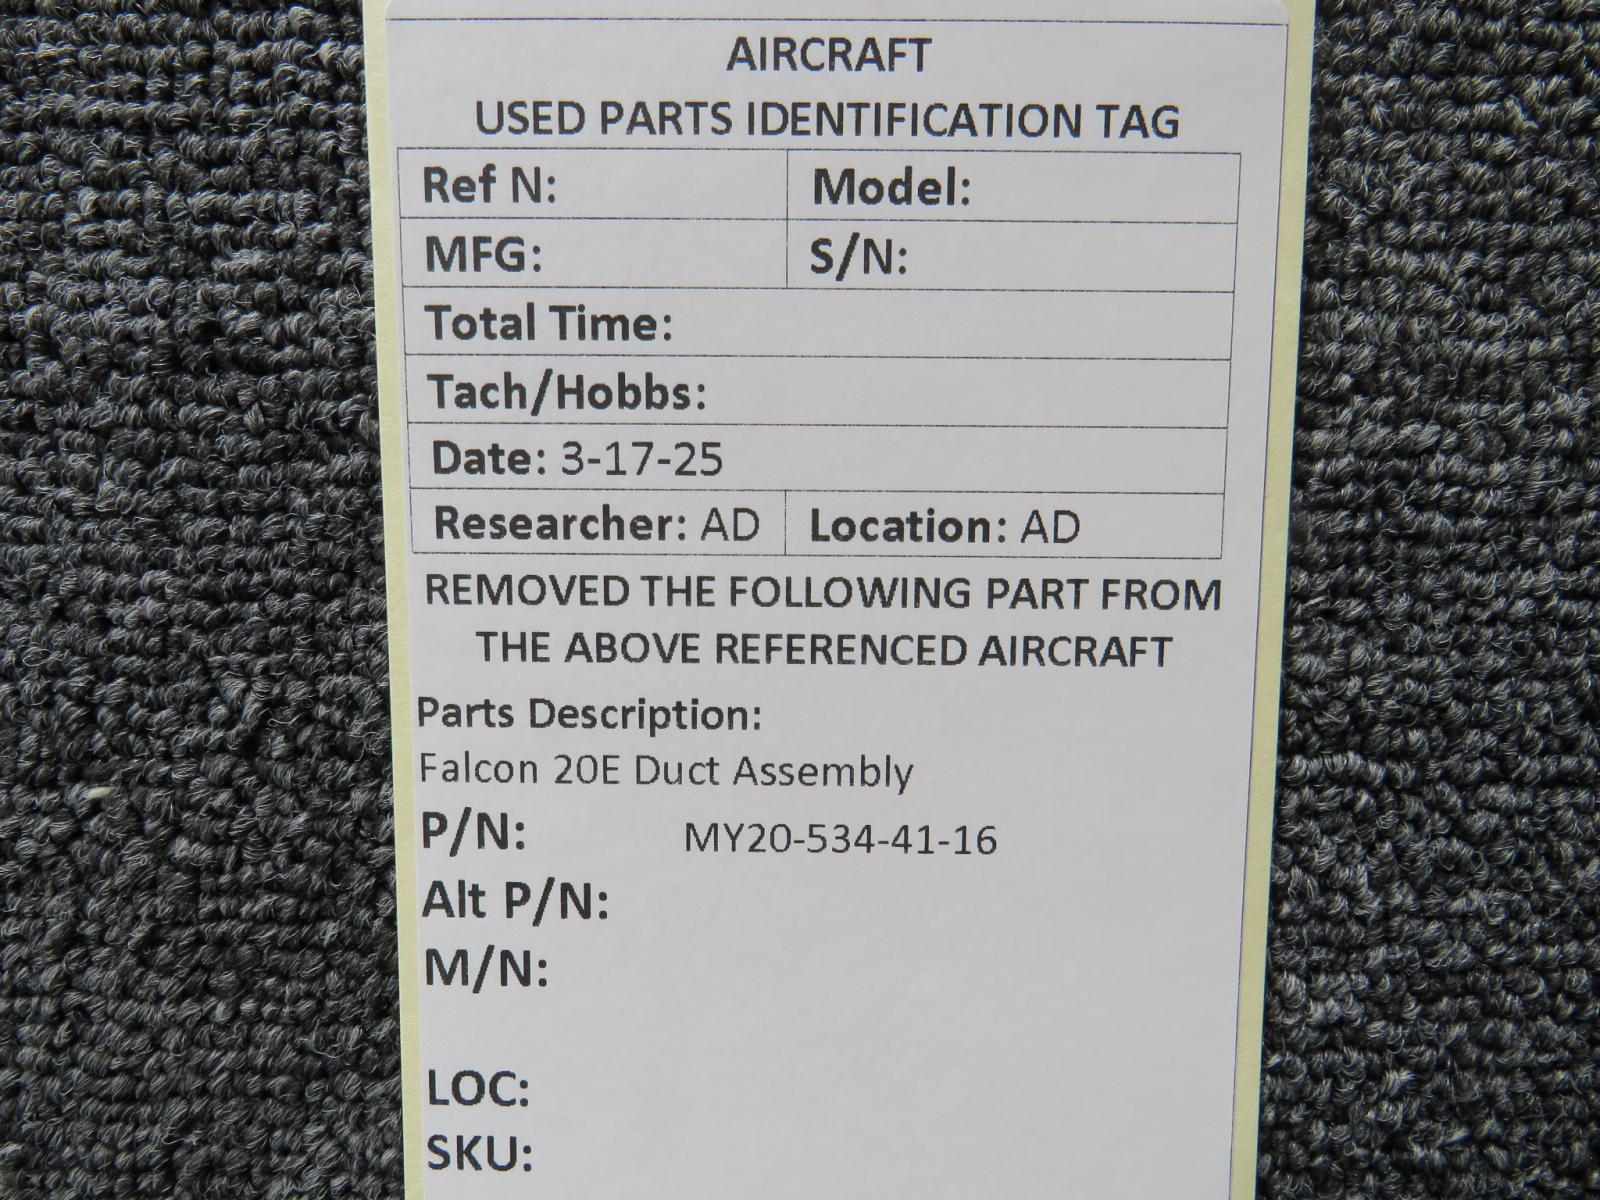 AIRCRAFT
USED PARTS IDENTIFICATION TAG
Ref N: Model:
MFG: S/N:
Total Time:
Tach/Hobbs:
Date: 3-17-25
Researcher: AD Location: AD
REMOVED THE FOLLOWING PART FROM
THE ABOVE REFERENCED AIRCRAFT
Parts Description:
Falcon 20E Duct Assembly
P/N: MY20-534-41-16
Alt P/N:
M/N:
LOC:
SKU: